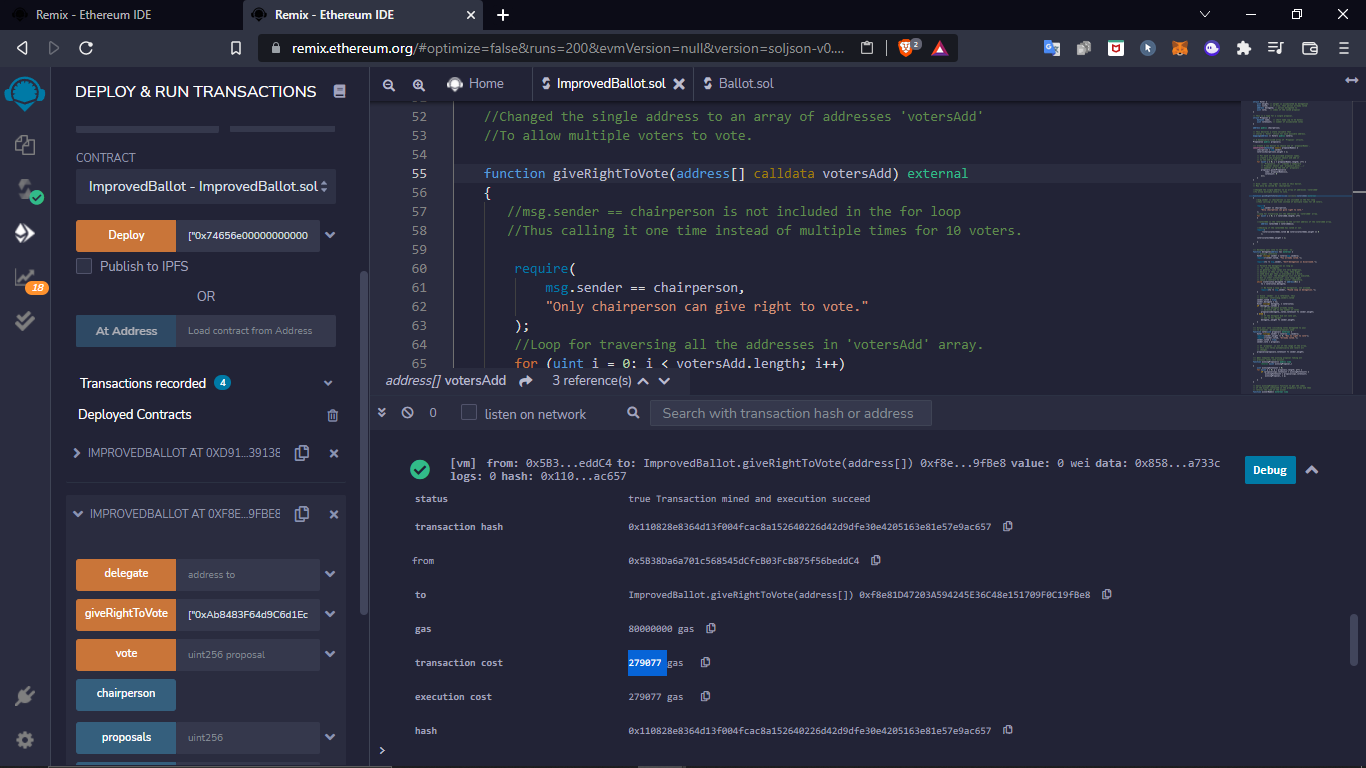 Remix - Ethereum IDE
Remix - Ethereum IDE
remix.ethereum.org/#optimize=false&runs=200&evmVersion=null&version=soljson-v0....
2
DEPLOY & RUN TRANSACTIONS
CONTRACT
ImprovedBallot - ImprovedBallot.sol
Deploy
["0x74656e00000000000
Publish to IPFS
OR
At Address
Load contract from Address
Transactions recorded 4
Deployed Contracts
IMPROVEDBALLOT AT 0XD91...39138
IMPROVEDBALLOT AT 0XF8E...9FBE8
delegate
address to
giveRightToVote
["0xAb8483F64d9C6d1Ec
vote
uint256 proposal
chairperson
proposals
uint256
18
Home
ImprovedBallot.sol
Ballot.sol
52 //Changed the single address to an array of addresses 'votersAdd'
53 //To allow multiple voters to vote.
54
55 function giveRightToVote(address[] calldata votersAdd) external
56 {
57 //msg.sender == chairperson is not included in the for loop
58 //Thus calling it one time instead of multiple times for 10 voters.
59
60 require(
61 msg.sender == chairperson,
62 "Only chairperson can give right to vote."
63 );
64 //Loop for traversing all the addresses in 'votersAdd' array.
65 for (uint i = 0; i < votersAdd.length; i++)
address[] votersAdd
3 reference(s)
0
listen on network
Search with transaction hash or address
[vm] from: 0x5B3...eddC4 to: ImprovedBallot.giveRightToVote(address[]) 0xf8e...9fBe8 value: 0 wei data: 0x858...a733c
logs: 0 hash: 0x110...ac657
Debug
status true Transaction mined and execution succeed
transaction hash 0x110828e8364d13f004fcac8a152640226d42d9dfe30e4205163e81e57e9ac657
from 0x5B38Da6a701c568545dCfcB03FcB875f56beddC4
to ImprovedBallot.giveRightToVote(address[]) 0xf8e81D47203A594245E36C48e151709F0C19fBe8
gas 80000000 gas
transaction cost 279077 gas
execution cost 279077 gas
hash 0x110828e8364d13f004fcac8a152640226d42d9dfe30e4205163e81e57e9ac657
>